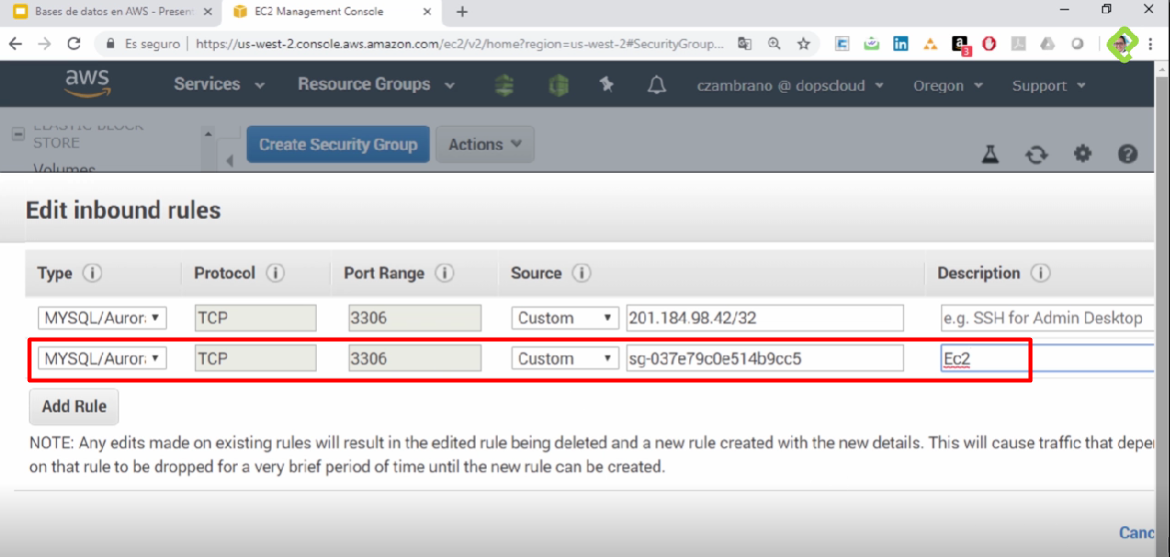 Bases de datos en AWS - Present
EC2 Management Console
Es seguro https://us-west-2.console.aws.amazon.com/ec2/v2/home?region=us-west-2#SecurityGroup...
3
aws Services Resource Groups czambrano @ dopscloud Oregon Support
ELASTIC BLOCK
STORE
Volumes
Create Security Group Actions
Edit inbound rules
Type Protocol Port Range Source Description
MYSQL/Auror TCP 3306 Custom 201.184.98.42/32 e.g. SSH for Admin Desktop
MYSQL/Auror TCP 3306 Custom sg-037e79c0e514b9cc5 Ec2
Add Rule
NOTE: Any edits made on existing rules will result in the edited rule being deleted and a new rule created with the new details. This will cause traffic that depe
on that rule to be dropped for a very brief period of time until the new rule can be created.
Canc